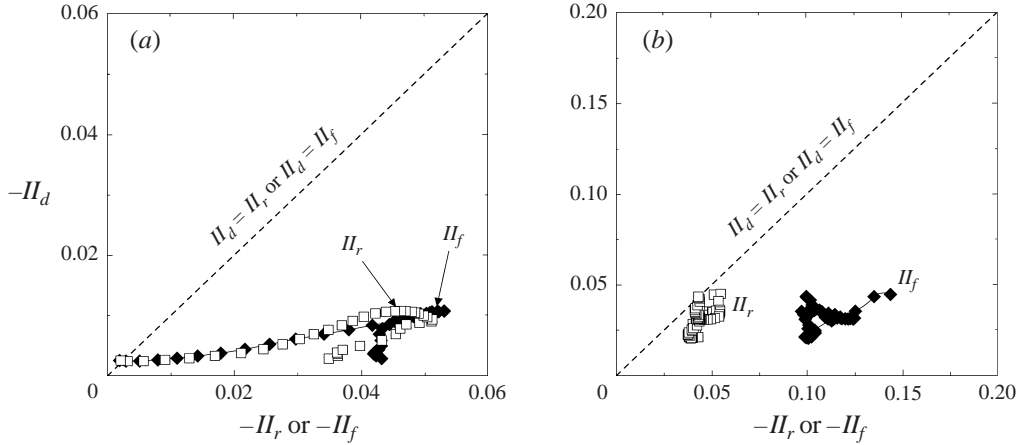 (a)
0.06
0.04
−II_d
0.02
0
0.02
0.04
0.06
II_d = II_r or II_d = II_f
II_r
II_f
−II_r or −II_f
(b)
0.20
0.15
0.10
0.05
0
0.05
0.10
0.15
0.20
II_d = II_r or II_d = II_f
II_r
II_f
−II_r or −II_f